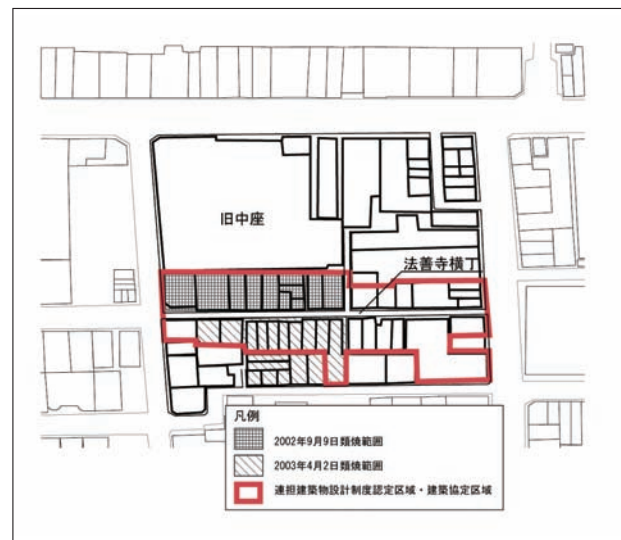 旧中座
法善寺横丁
凡例
2002年9月9日類焼範囲
2003年4月2日類焼範囲
連担建築物設計制度認定区域・建築協定区域